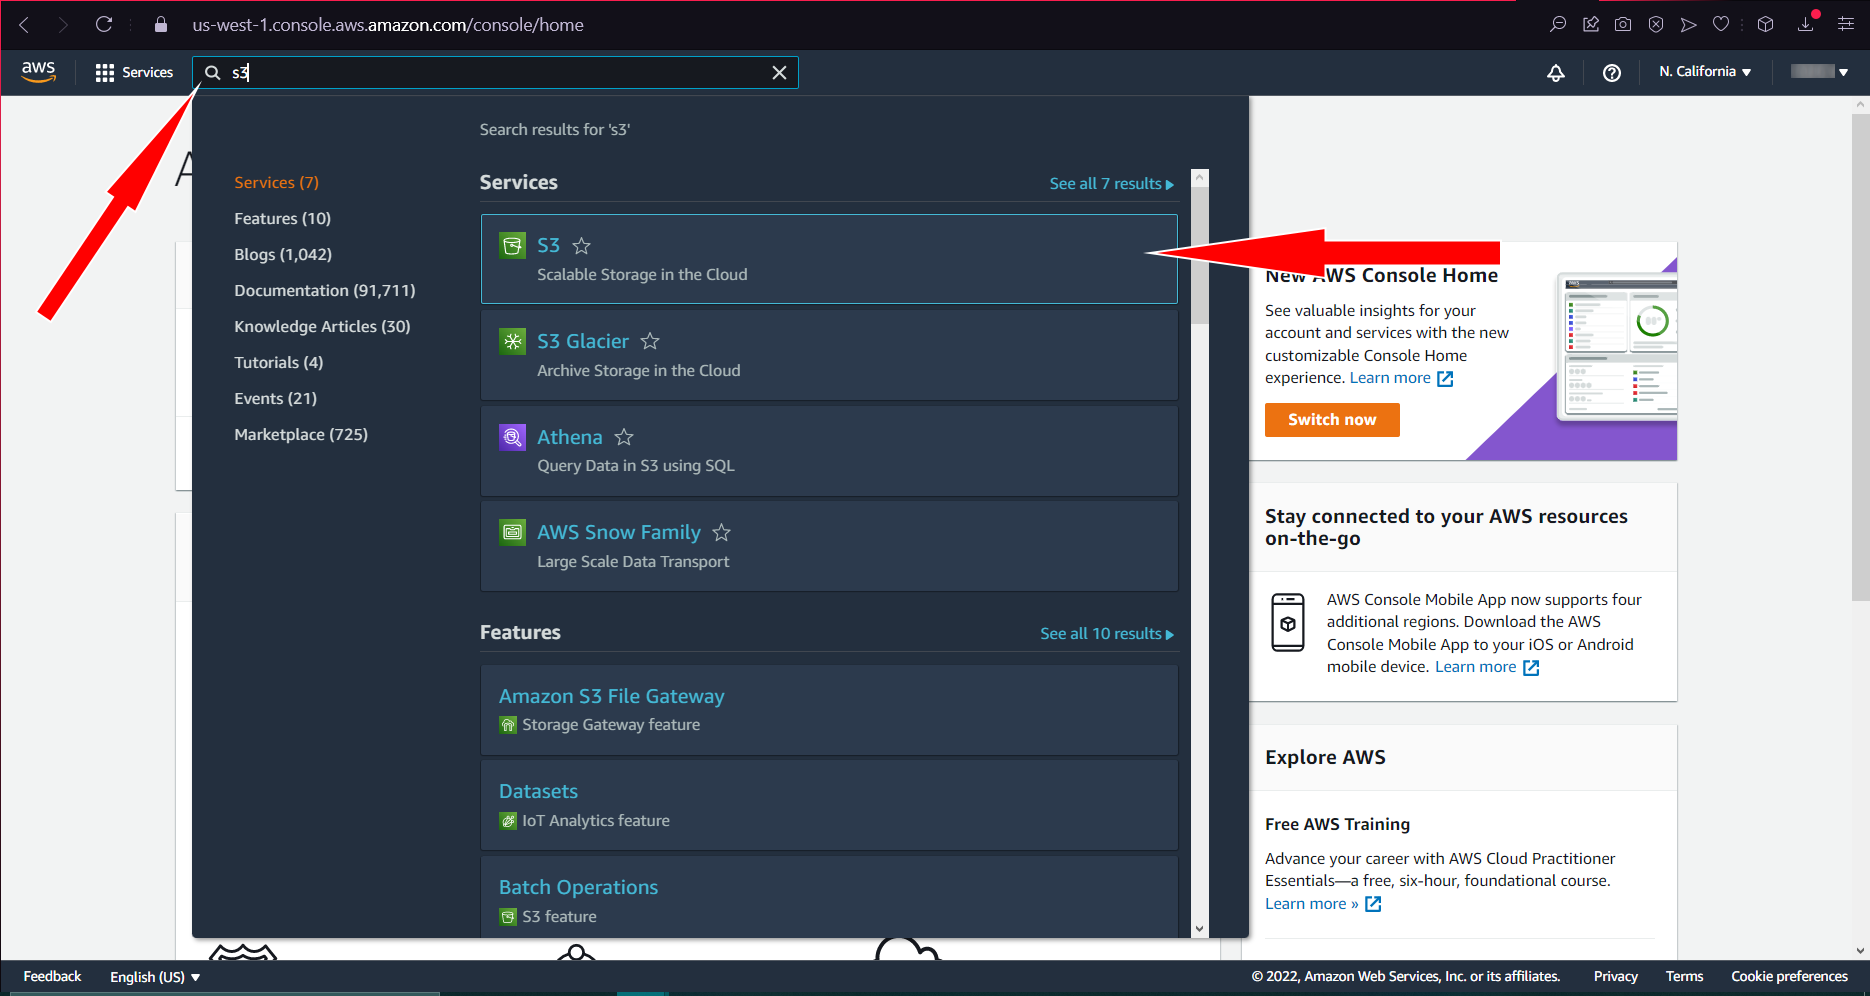 us-west-1.console.aws.amazon.com/console/home
aws
Services
s3
N. California
Search results for 's3'
Services (7)
Features (10)
Blogs (1,042)
Documentation (91,711)
Knowledge Articles (30)
Tutorials (4)
Events (21)
Marketplace (725)
Services
See all 7 results
S3
Scalable Storage in the Cloud
S3 Glacier
Archive Storage in the Cloud
Athena
Query Data in S3 using SQL
AWS Snow Family
Large Scale Data Transport
Features
See all 10 results
Amazon S3 File Gateway
Storage Gateway feature
Datasets
IoT Analytics feature
Batch Operations
S3 feature
New AWS Console Home
See valuable insights for your
account and services with the new
customizable Console Home
experience. Learn more
Switch now
aws
Stay connected to your AWS resources
on-the-go
AWS Console Mobile App now supports four
additional regions. Download the AWS
Console Mobile App to your iOS or Android
mobile device. Learn more
Explore AWS
Free AWS Training
Advance your career with AWS Cloud Practitioner
Essentials—a free, six-hour, foundational course.
Learn more »
Feedback
English (US)
© 2022, Amazon Web Services, Inc. or its affiliates.
Privacy
Terms
Cookie preferences